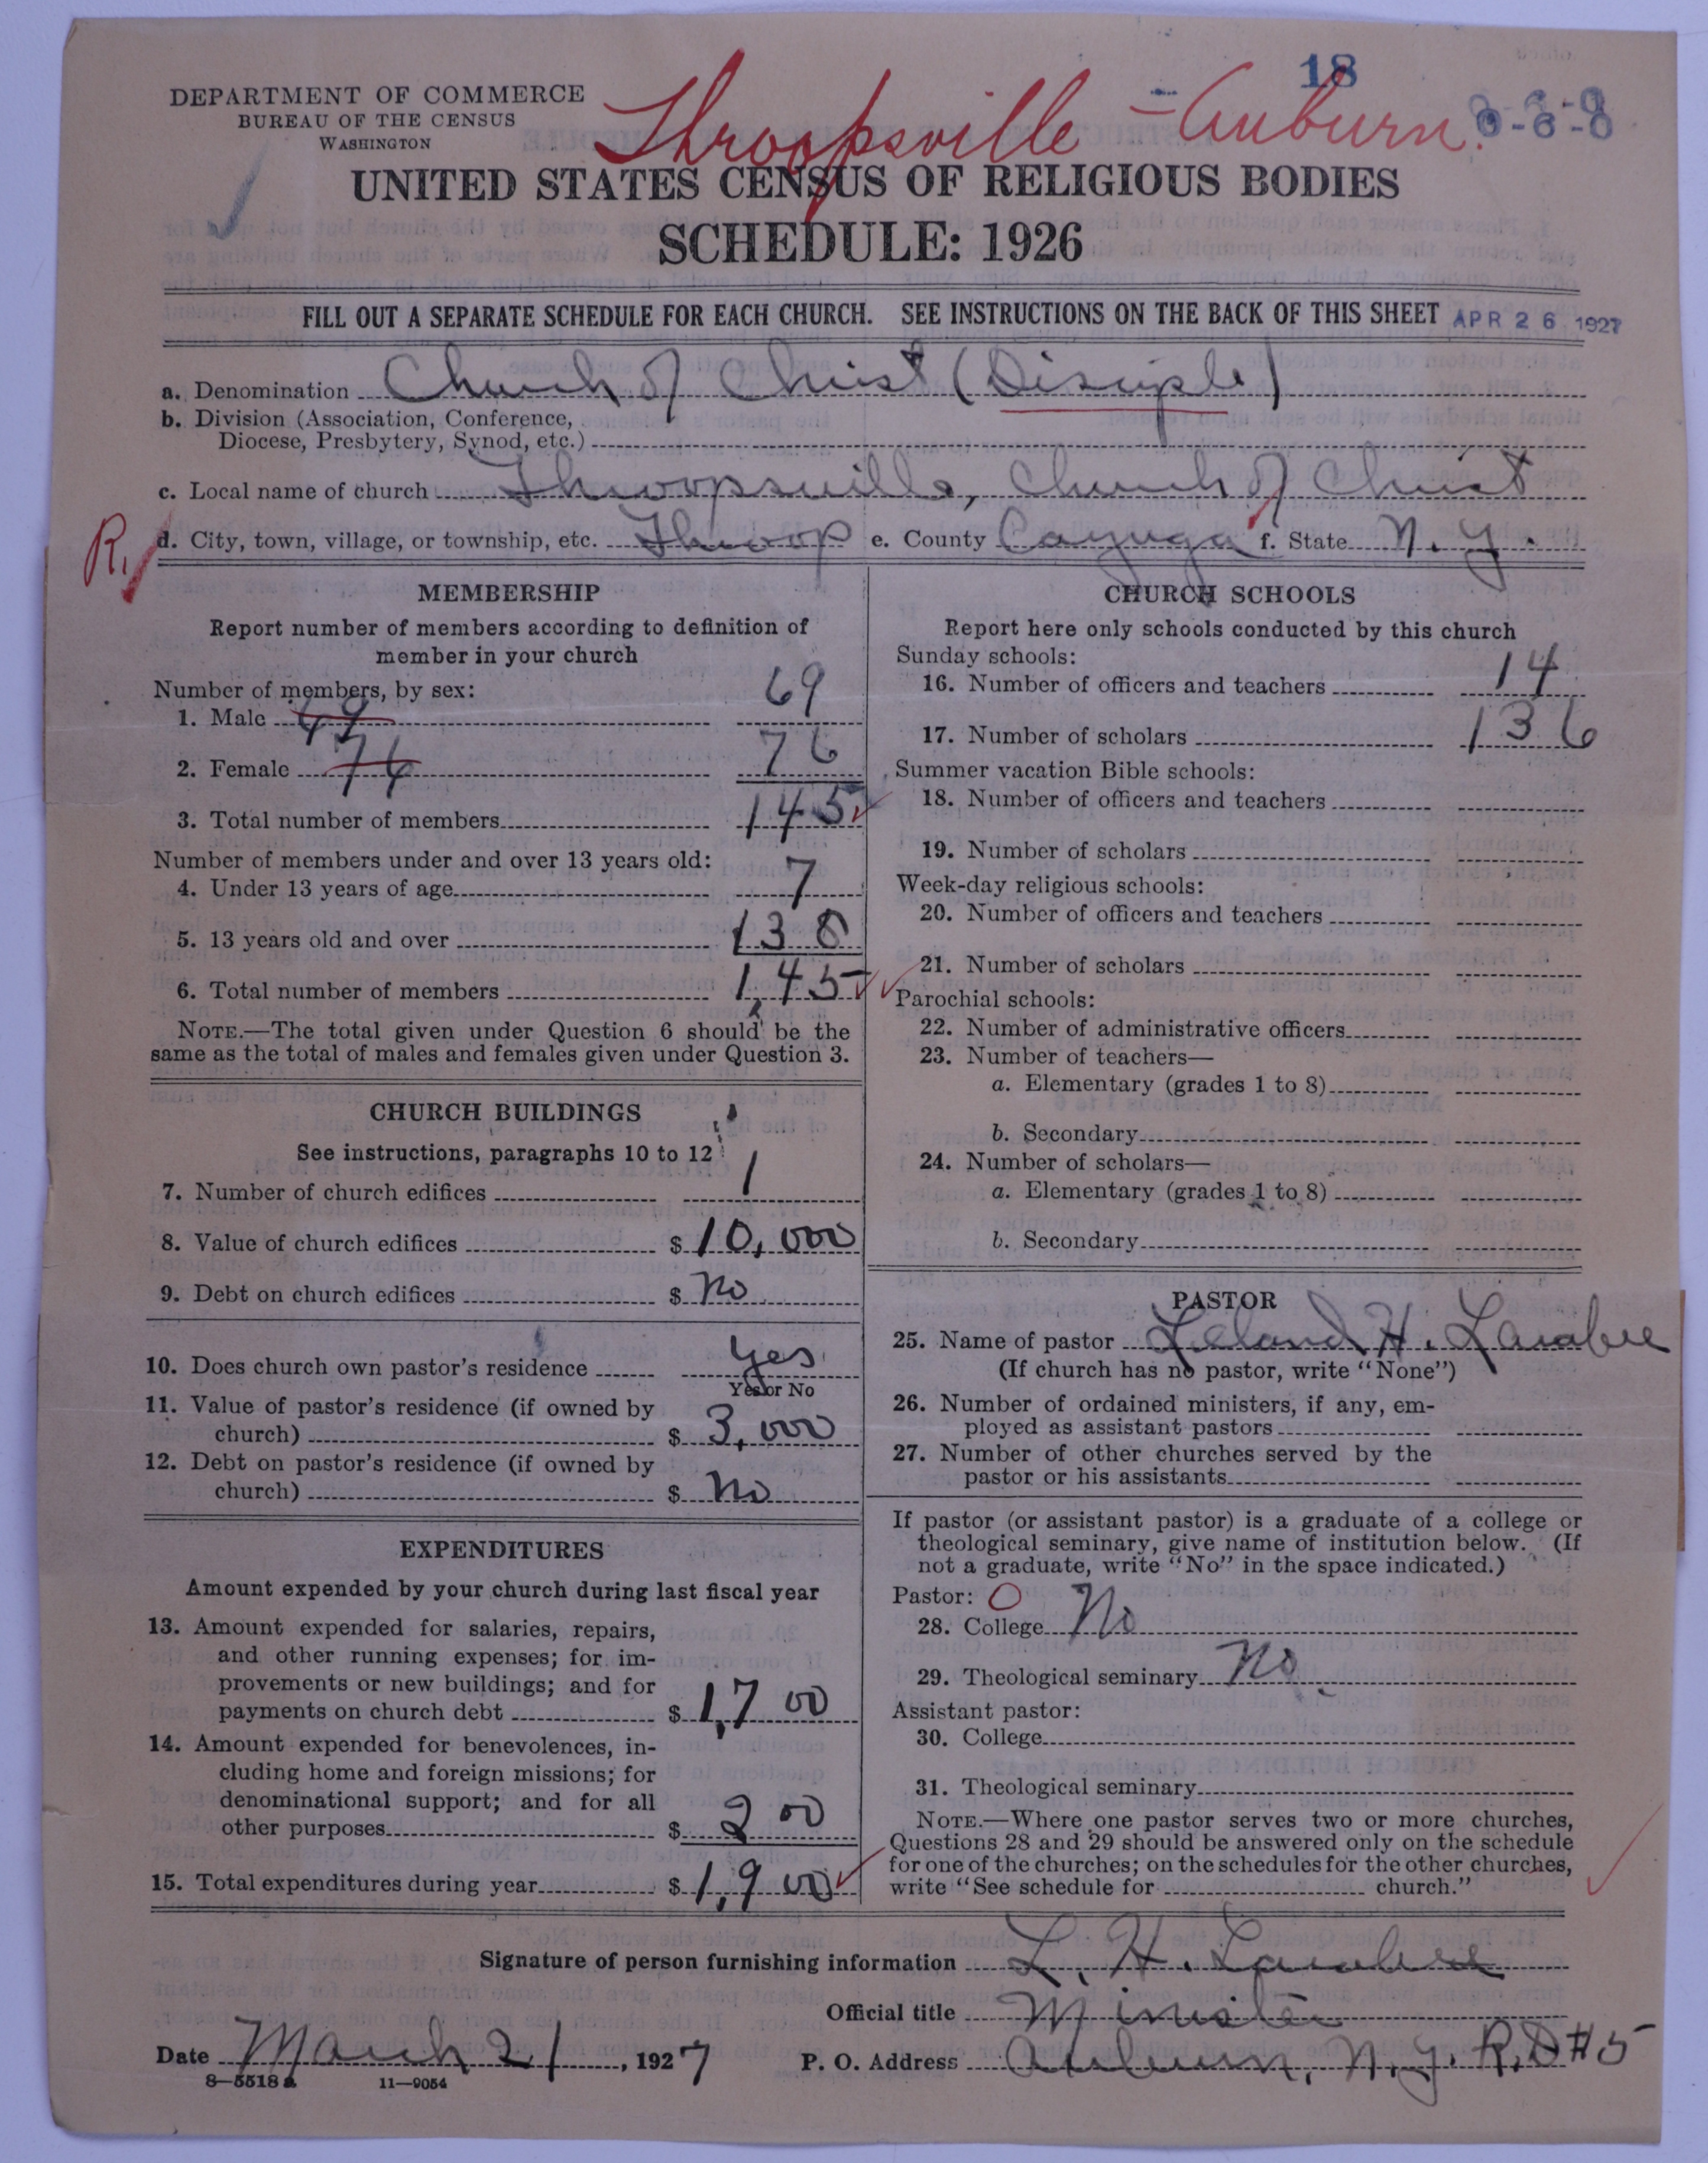 18
DEPARTMENT OF COMMERCE
BUREAU OF THE CENSUS
WASHINGTON
Throopsville - Auburn.
UNITED STATES CENSUS OF RELIGIOUS BODIES
SCHEDULE: 1926
FILL OUT A SEPARATE SCHEDULE FOR EACH CHURCH. SEE INSTRUCTIONS ON THE BACK OF THIS SHEET APR 26 1927
a. Denomination Church of Christ (Disciple)
b. Division (Association, Conference,
Diocese, Presbytery, Synod, etc.)
c. Local name of church Throopsville, Church of Christ
R. d. City, town, village, or township, etc. Throop e. County Cayuga f. State N.Y.
MEMBERSHIP
Report number of members according to definition of
member in your church
Number of members, by sex:
1. Male 49 69
2. Female 76 76
3. Total number of members 145
Number of members under and over 13 years old:
4. Under 13 years of age 7
5. 13 years old and over 138
6. Total number of members 145
NOTE.—The total given under Question 6 should be the
same as the total of males and females given under Question 3.
CHURCH BUILDINGS
See instructions, paragraphs 10 to 12
7. Number of church edifices 1
8. Value of church edifices $ 10,000
9. Debt on church edifices $ no
10. Does church own pastor's residence yes
Yes or No
11. Value of pastor's residence (if owned by
church) $ 3,000
12. Debt on pastor's residence (if owned by
church) $ no
EXPENDITURES
Amount expended by your church during last fiscal year
13. Amount expended for salaries, repairs,
and other running expenses; for im-
provements or new buildings; and for
payments on church debt $ 1,700
14. Amount expended for benevolences, in-
cluding home and foreign missions; for
denominational support; and for all
other purposes $ 200
15. Total expenditures during year $ 1,900
CHURCH SCHOOLS
Report here only schools conducted by this church
Sunday schools:
16. Number of officers and teachers 14
17. Number of scholars 136
Summer vacation Bible schools:
18. Number of officers and teachers
19. Number of scholars
Week-day religious schools:
20. Number of officers and teachers
21. Number of scholars
Parochial schools:
22. Number of administrative officers
23. Number of teachers—
a. Elementary (grades 1 to 8)
b. Secondary
24. Number of scholars—
a. Elementary (grades 1 to 8)
b. Secondary
PASTOR
25. Name of pastor Leland H. Larabee
(If church has no pastor, write "None")
26. Number of ordained ministers, if any, em-
ployed as assistant pastors
27. Number of other churches served by the
pastor or his assistants
If pastor (or assistant pastor) is a graduate of a college or
theological seminary, give name of institution below. (If
not a graduate, write "No" in the space indicated.)
Pastor: O
28. College No
29. Theological seminary No
Assistant pastor:
30. College
31. Theological seminary
NOTE.—Where one pastor serves two or more churches,
Questions 28 and 29 should be answered only on the schedule
for one of the churches; on the schedules for the other churches,
write "See schedule for church."
Signature of person furnishing information L. H. Larabee
Official title Minister
Date March 21, 1927 P. O. Address Auburn, N.Y. R.D #5
8—5518a 11—9054